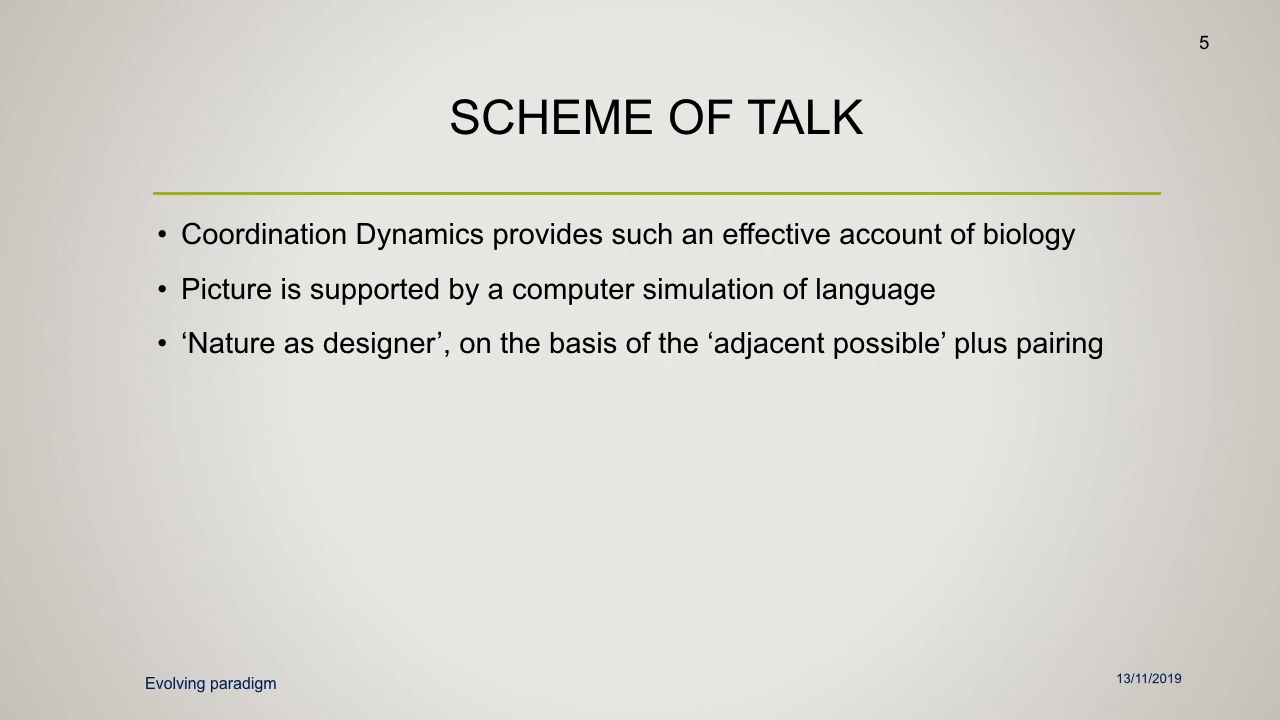 5
SCHEME OF TALK
• Coordination Dynamics provides such an effective account of biology
• Picture is supported by a computer simulation of language
• ‘Nature as designer’, on the basis of the ‘adjacent possible’ plus pairing
Evolving paradigm
13/11/2019